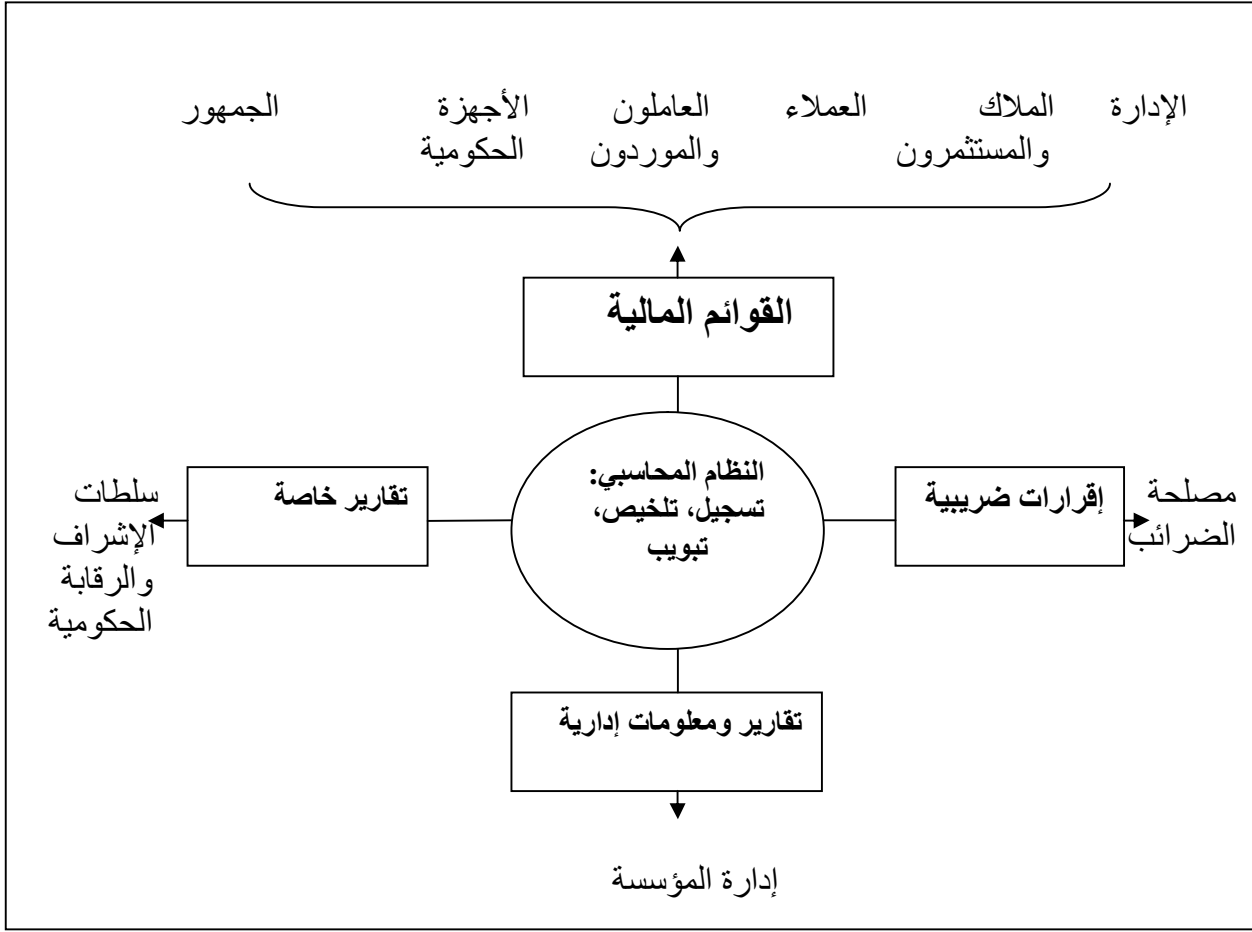 الإدارة الملاك العملاء العاملون الأجهزة الجمهور
والمستثمرون والموردون الحكومية
القوائم المالية
النظام المحاسبي:
تسجيل، تلخيص،
تبويب
إقرارات ضريبية
مصلحة
الضرائب
تقارير خاصة
سلطات
الإشراف
والرقابة
الحكومية
تقارير ومعلومات إدارية
إدارة المؤسسة